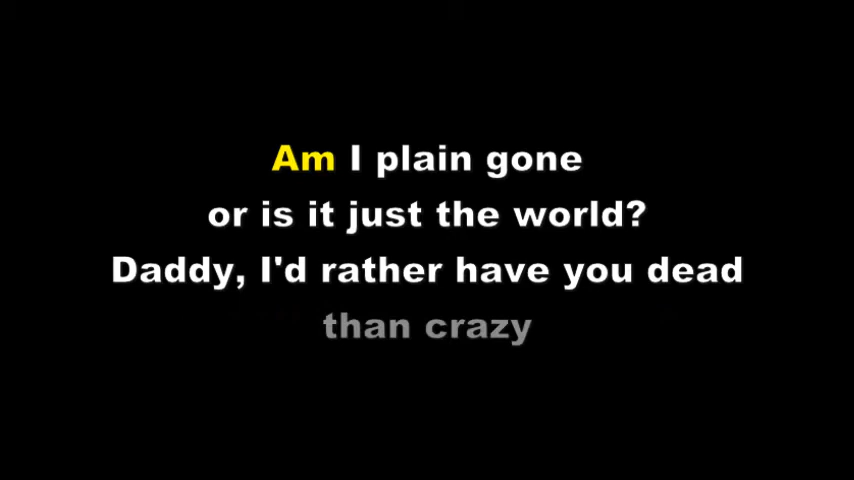 Am I plain gone
or is it just the world?
Daddy, I'd rather have you dead
than crazy